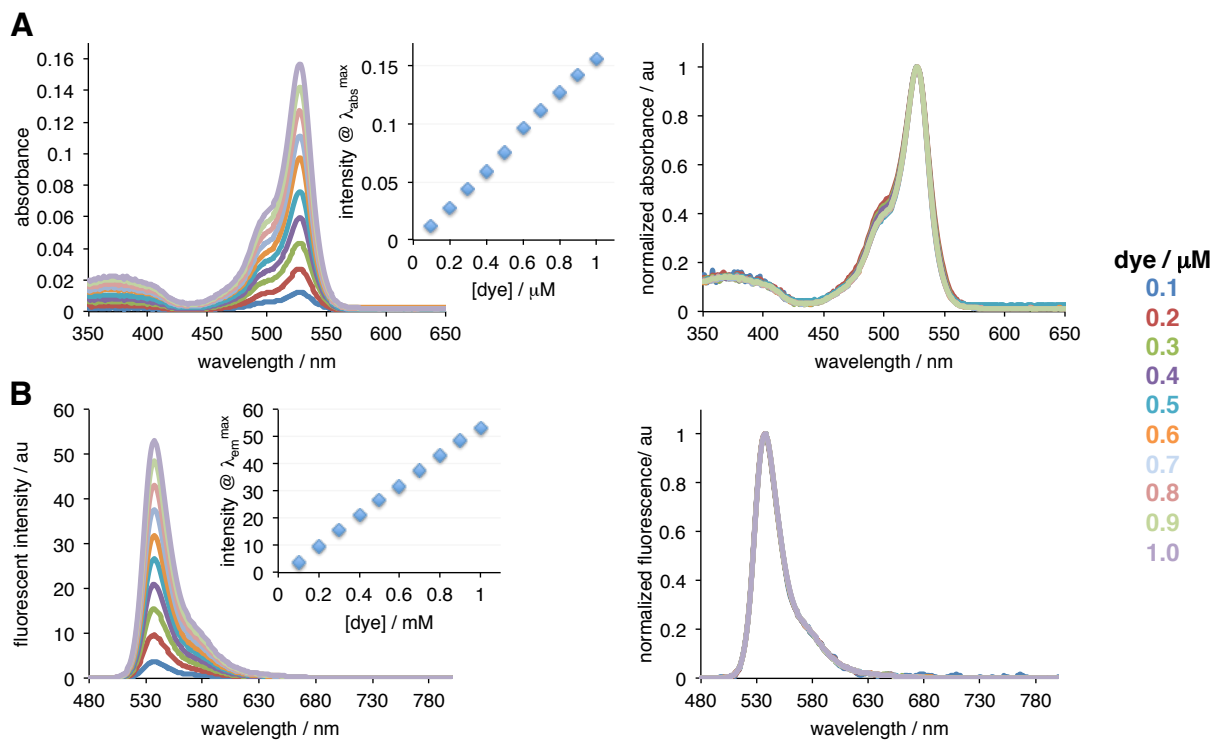 A
absorbance
0.16
0.14
0.12
0.1
0.08
0.06
0.04
0.02
0
350 400 450 500 550 600 650
wavelength / nm
intensity @ λabs max
0.15
0.1
0.05
0
0 0.2 0.4 0.6 0.8 1
[dye] / μM
normalized absorbance / au
1
0.8
0.6
0.4
0.2
0
350 400 450 500 550 600 650
wavelength / nm
dye / μM
0.1
0.2
0.3
0.4
0.5
0.6
0.7
0.8
0.9
1.0
B
fluorescent intensity / au
60
50
40
30
20
10
0
480 530 580 630 680 730 780
wavelength / nm
intensity @ λem max
60
50
40
30
20
10
0
0 0.2 0.4 0.6 0.8 1
[dye] / mM
normalized fluorescence/ au
1
0.8
0.6
0.4
0.2
0
480 530 580 630 680 730 780
wavelength / nm